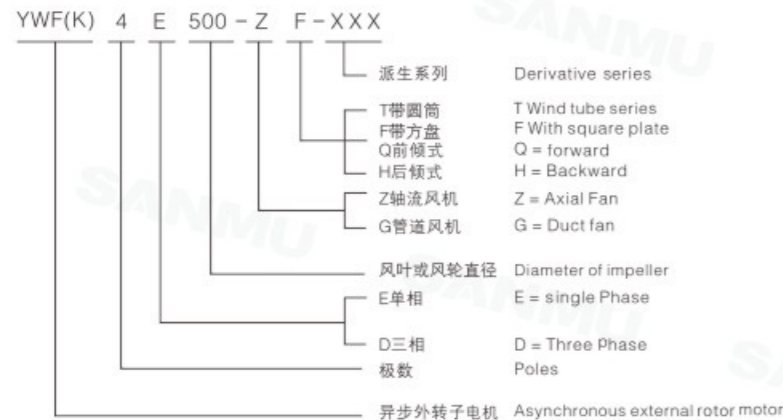 YWF(K) 4 E 500 - Z F - XXX
派生系列 Derivative series
T带圆筒 T Wind tube series
F带方盘 F With square plate
Q前倾式 Q = forward
H后倾式 H = Backward
Z轴流风机 Z = Axial Fan
G管道风机 G = Duct fan
风叶或风轮直径 Diameter of impeller
E单相 E = single Phase
D三相 D = Three Phase
极数 Poles
异步外转子电机 Asynchronous external rotor motor
SANMU
SANMU
SANMU